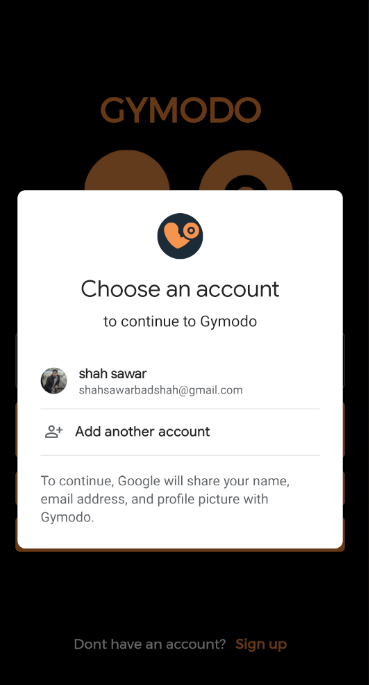 GYMODO
Choose an account
to continue to Gymodo
shah sawar
shahsawarbadshah@gmail.com
Add another account
To continue, Google will share your name,
email address, and profile picture with
Gymodo.
Dont have an account? Sign up